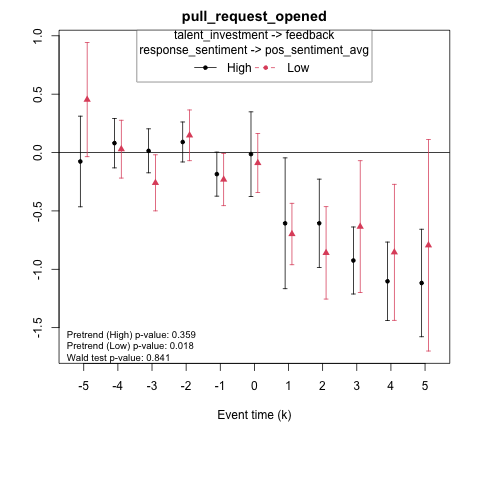 pull_request_opened
talent_investment -> feedback
response_sentiment -> pos_sentiment_avg
High Low
1.0
0.5
0.0
-0.5
-1.0
-1.5
Pretrend (High) p-value: 0.359
Pretrend (Low) p-value: 0.018
Wald test p-value: 0.841
-5 -4 -3 -2 -1 0 1 2 3 4 5
Event time (k)